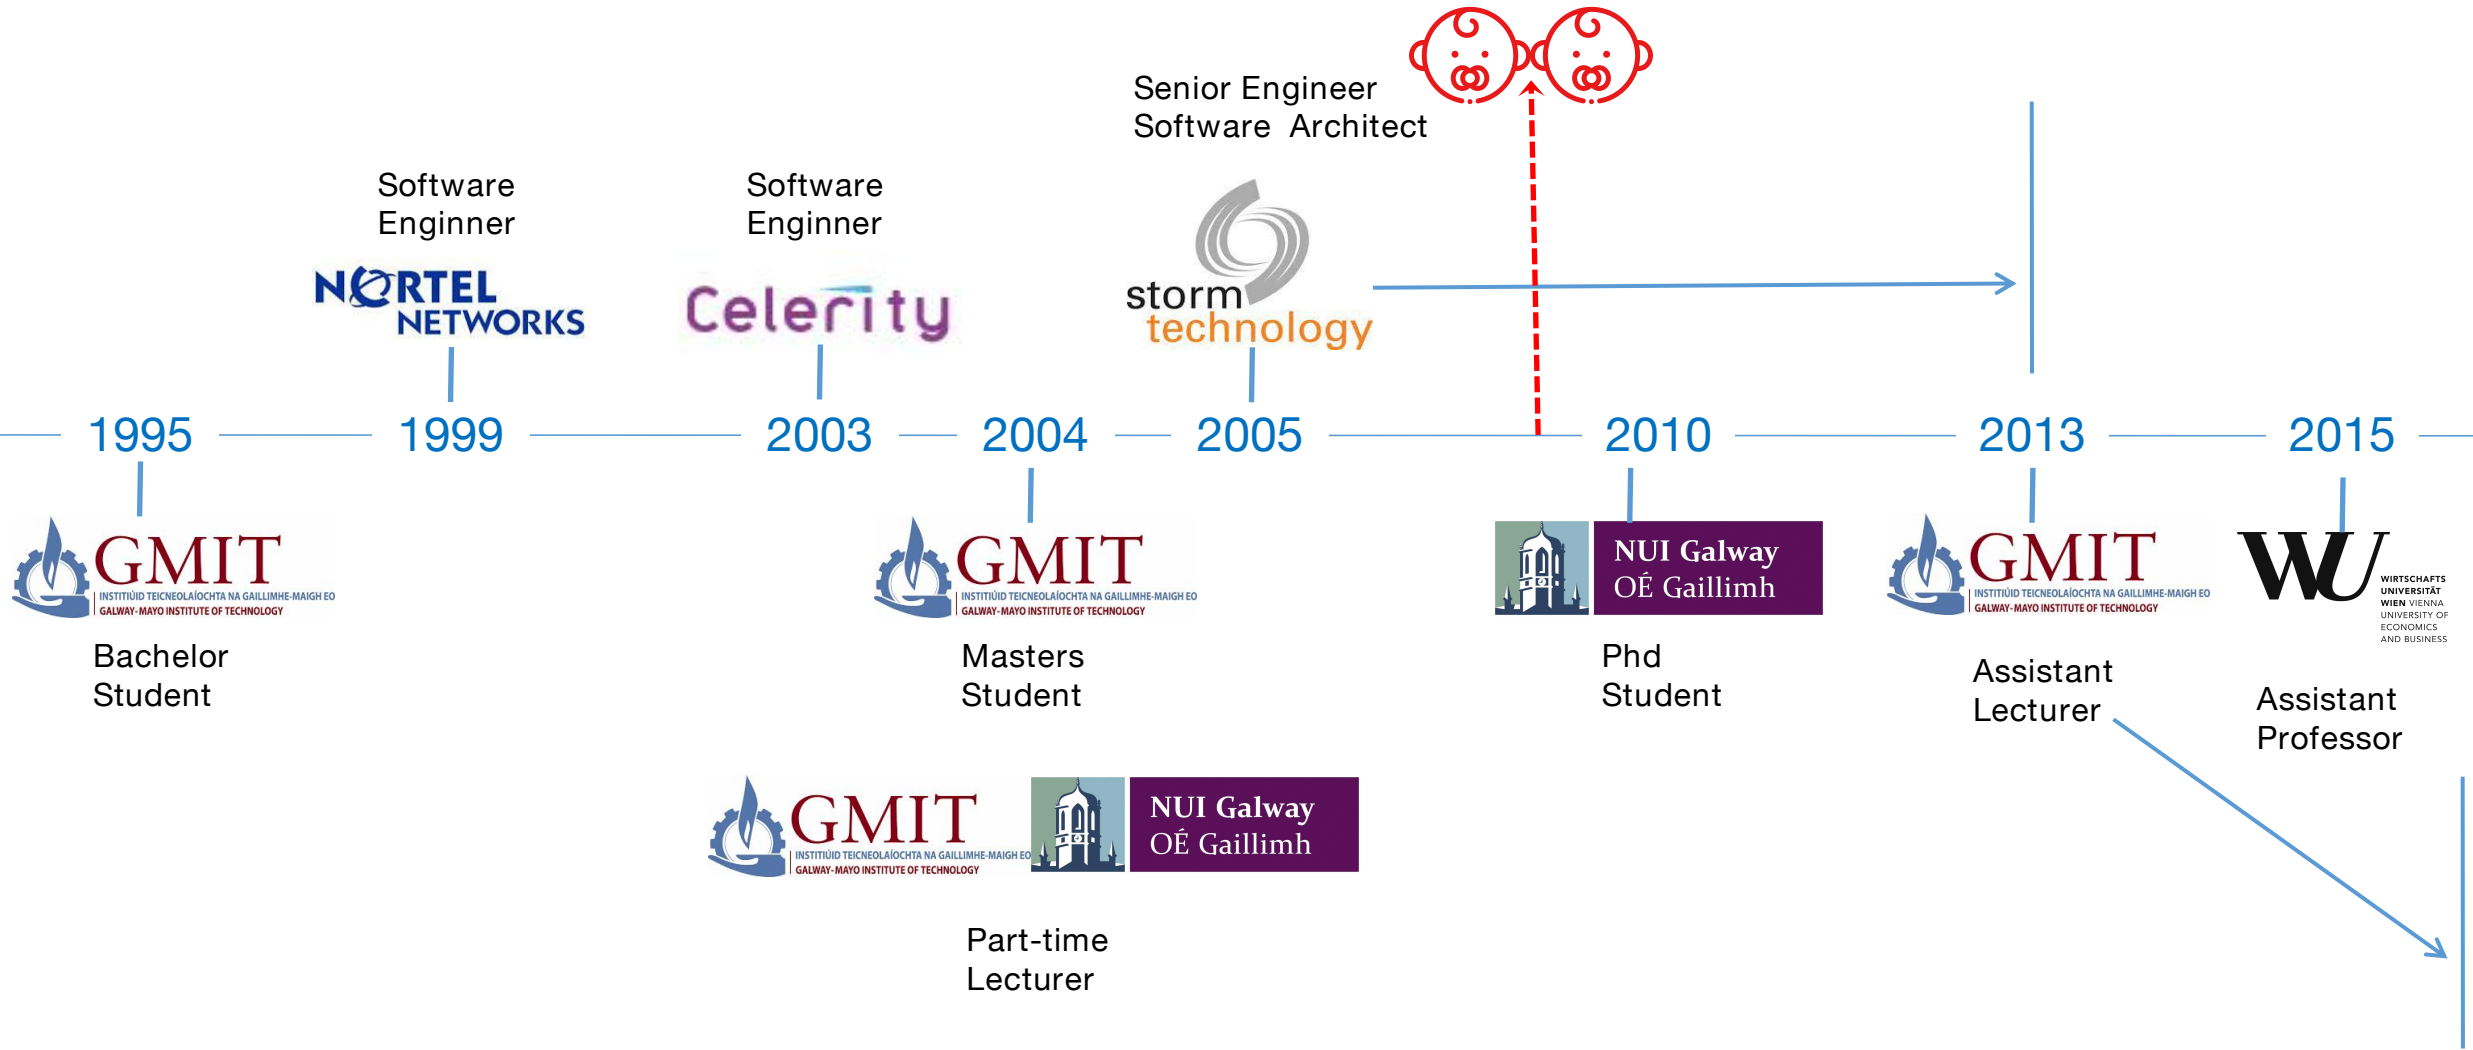 Senior Engineer
Software Architect
Software
Enginner
Software
Enginner
NORTEL
NETWORKS
Celerity
storm
technology
1995
1999
2003
2004
2005
2010
2013
2015
GMIT
INSTITIÚID TEICNEOLAÍOCHTA NA GAILLIMHE-MAIGH EO
GALWAY-MAYO INSTITUTE OF TECHNOLOGY
Bachelor
Student
GMIT
INSTITIÚID TEICNEOLAÍOCHTA NA GAILLIMHE-MAIGH EO
GALWAY-MAYO INSTITUTE OF TECHNOLOGY
Masters
Student
NUI Galway
OÉ Gaillimh
Phd
Student
GMIT
INSTITIÚID TEICNEOLAÍOCHTA NA GAILLIMHE-MAIGH EO
GALWAY-MAYO INSTITUTE OF TECHNOLOGY
Assistant
Lecturer
WU
WIRTSCHAFTS
UNIVERSITÄT
WIEN VIENNA
UNIVERSITY OF
ECONOMICS
AND BUSINESS
Assistant
Professor
GMIT
INSTITIÚID TEICNEOLAÍOCHTA NA GAILLIMHE-MAIGH EO
GALWAY-MAYO INSTITUTE OF TECHNOLOGY
NUI Galway
OÉ Gaillimh
Part-time
Lecturer